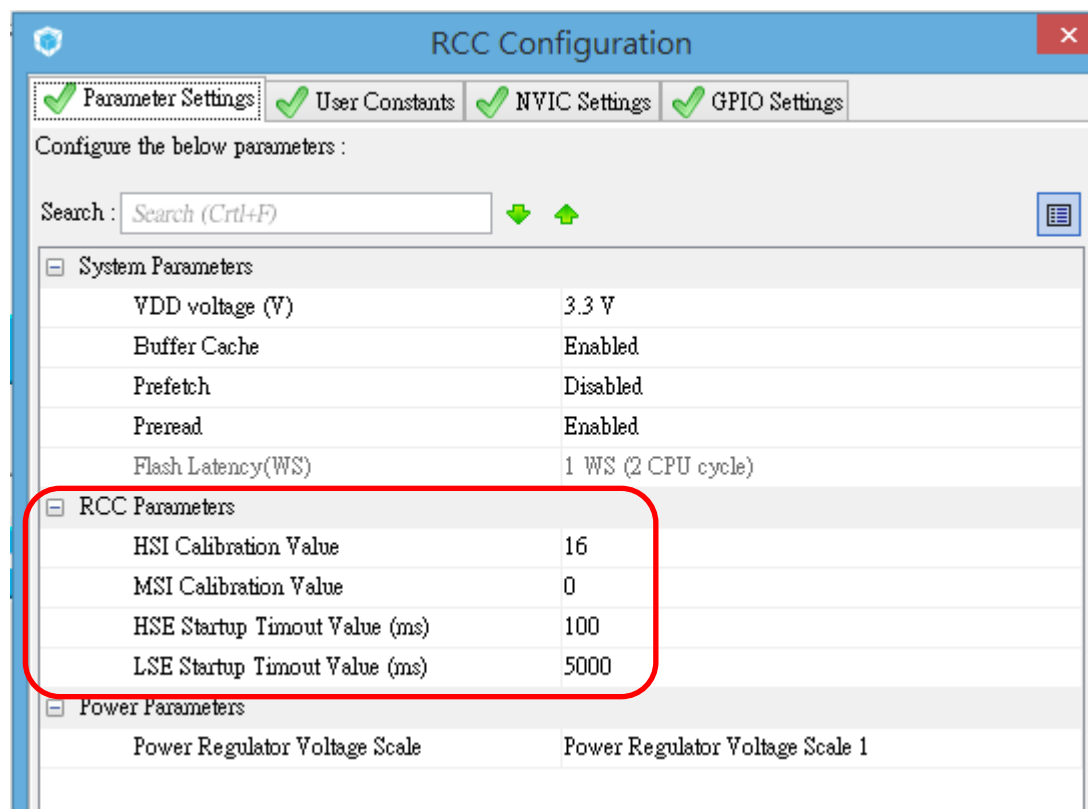 RCC Configuration
Parameter Settings User Constants NVIC Settings GPIO Settings
Configure the below parameters :
Search : Search (Crtl+F)
System Parameters
VDD voltage (V) 3.3 V
Buffer Cache Enabled
Prefetch Disabled
Preread Enabled
Flash Latency(WS) 1 WS (2 CPU cycle)
RCC Parameters
HSI Calibration Value 16
MSI Calibration Value 0
HSE Startup Timout Value (ms) 100
LSE Startup Timout Value (ms) 5000
Power Parameters
Power Regulator Voltage Scale Power Regulator Voltage Scale 1